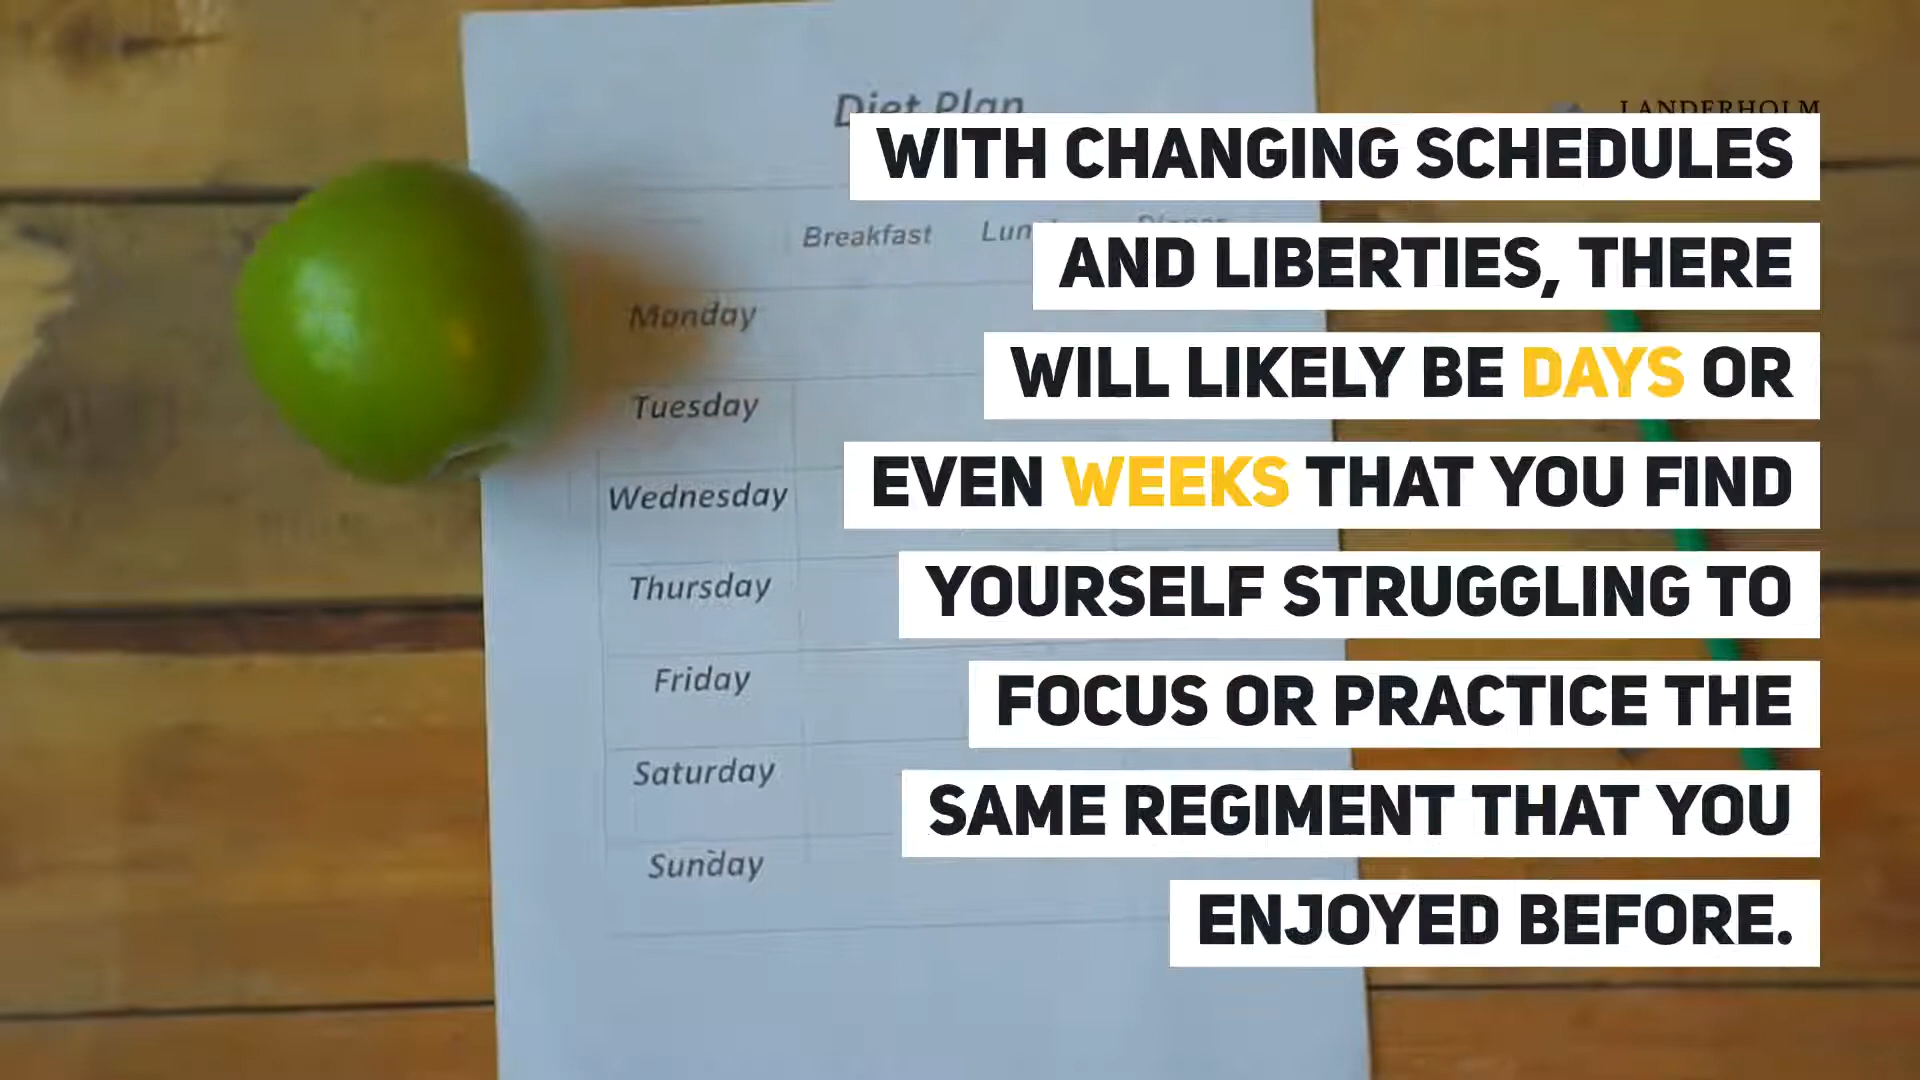 Diet Plan
LANDERHOLM
WITH CHANGING SCHEDULES
AND LIBERTIES, THERE
WILL LIKELY BE DAYS OR
EVEN WEEKS THAT YOU FIND
YOURSELF STRUGGLING TO
FOCUS OR PRACTICE THE
SAME REGIMENT THAT YOU
ENJOYED BEFORE.
Breakfast Dinner
Monday
Tuesday
Wednesday
Thursday
Friday
Saturday
Sunday